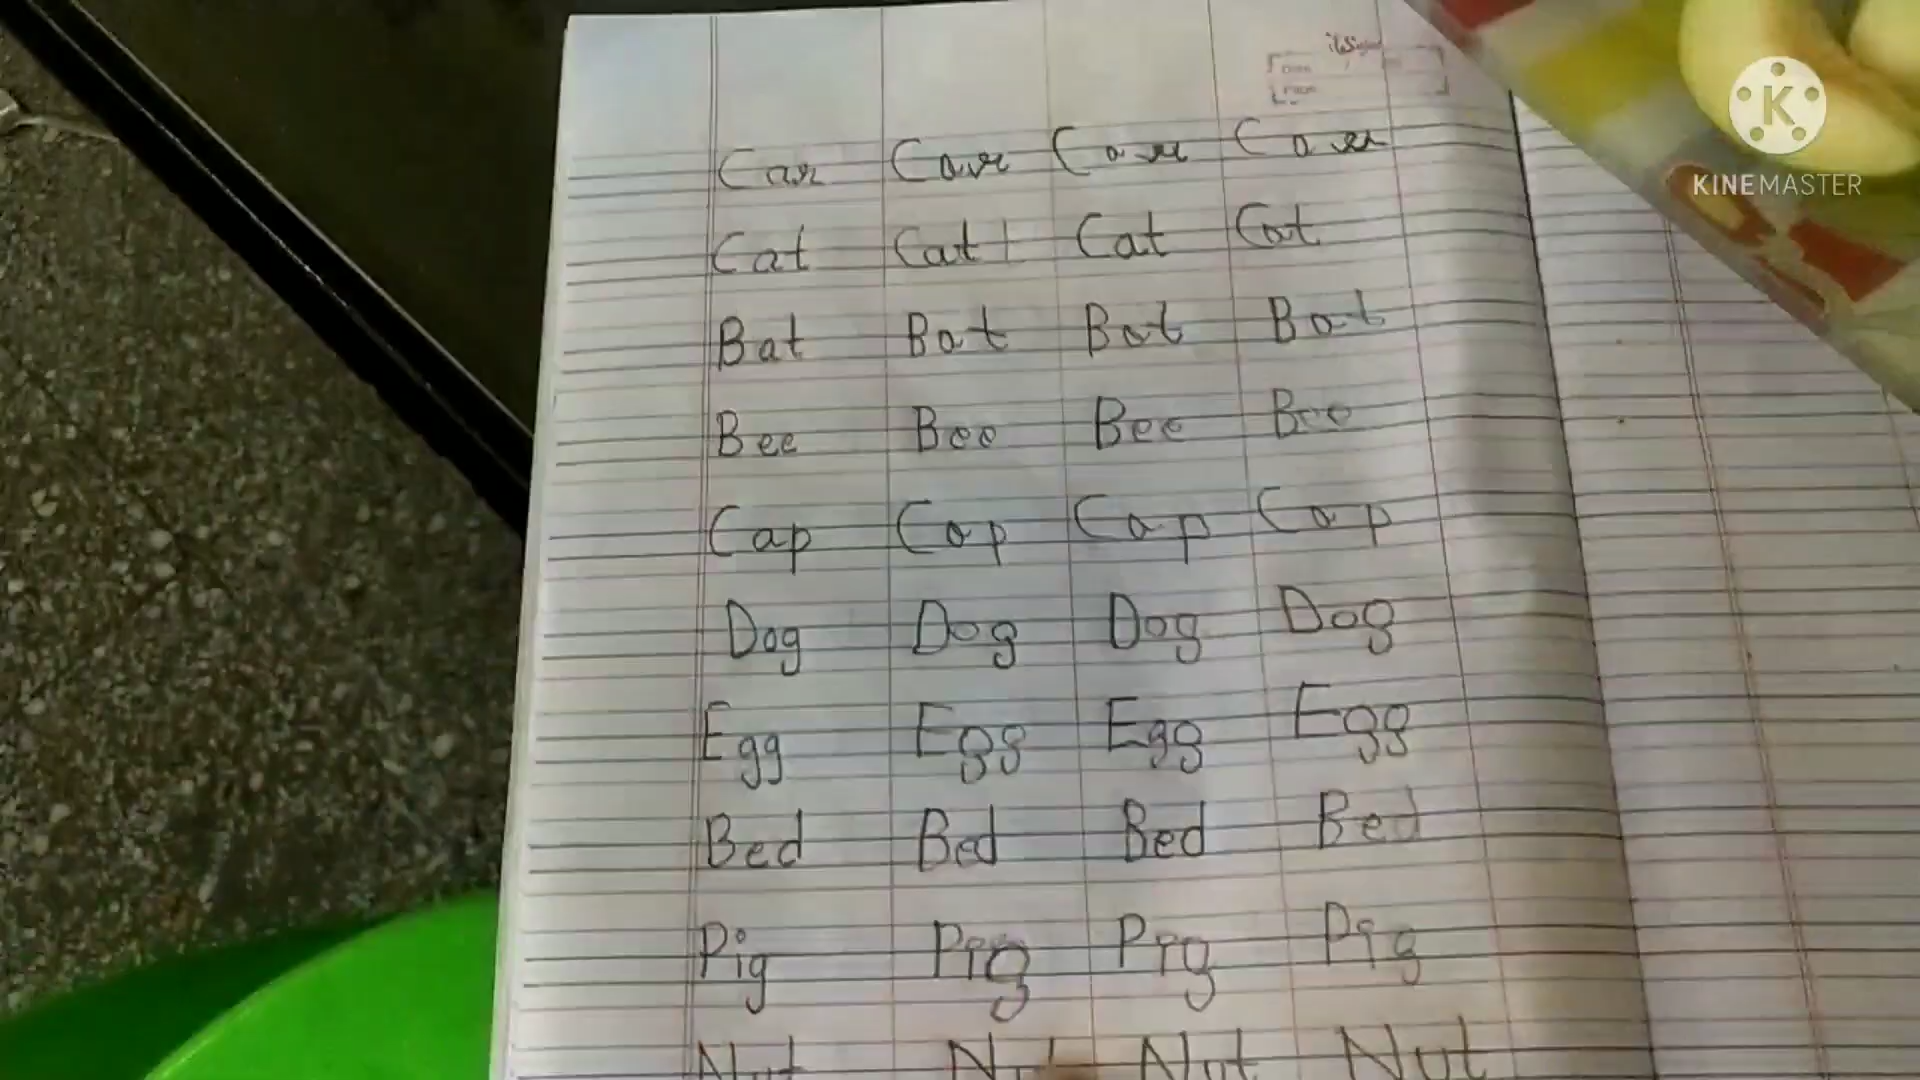 Car Car Car Car
Cat Cat Cat Cat
Bat Bat Bat Bat
Bee Bee Bee Bee
Cap Cap Cap Cap
Dog Dog Dog Dog
Egg Egg Egg Egg
Bed Bed Bed Bed
Pig Pig Pig Pig
Nut Nut Nut Nut
K
KINEMASTER